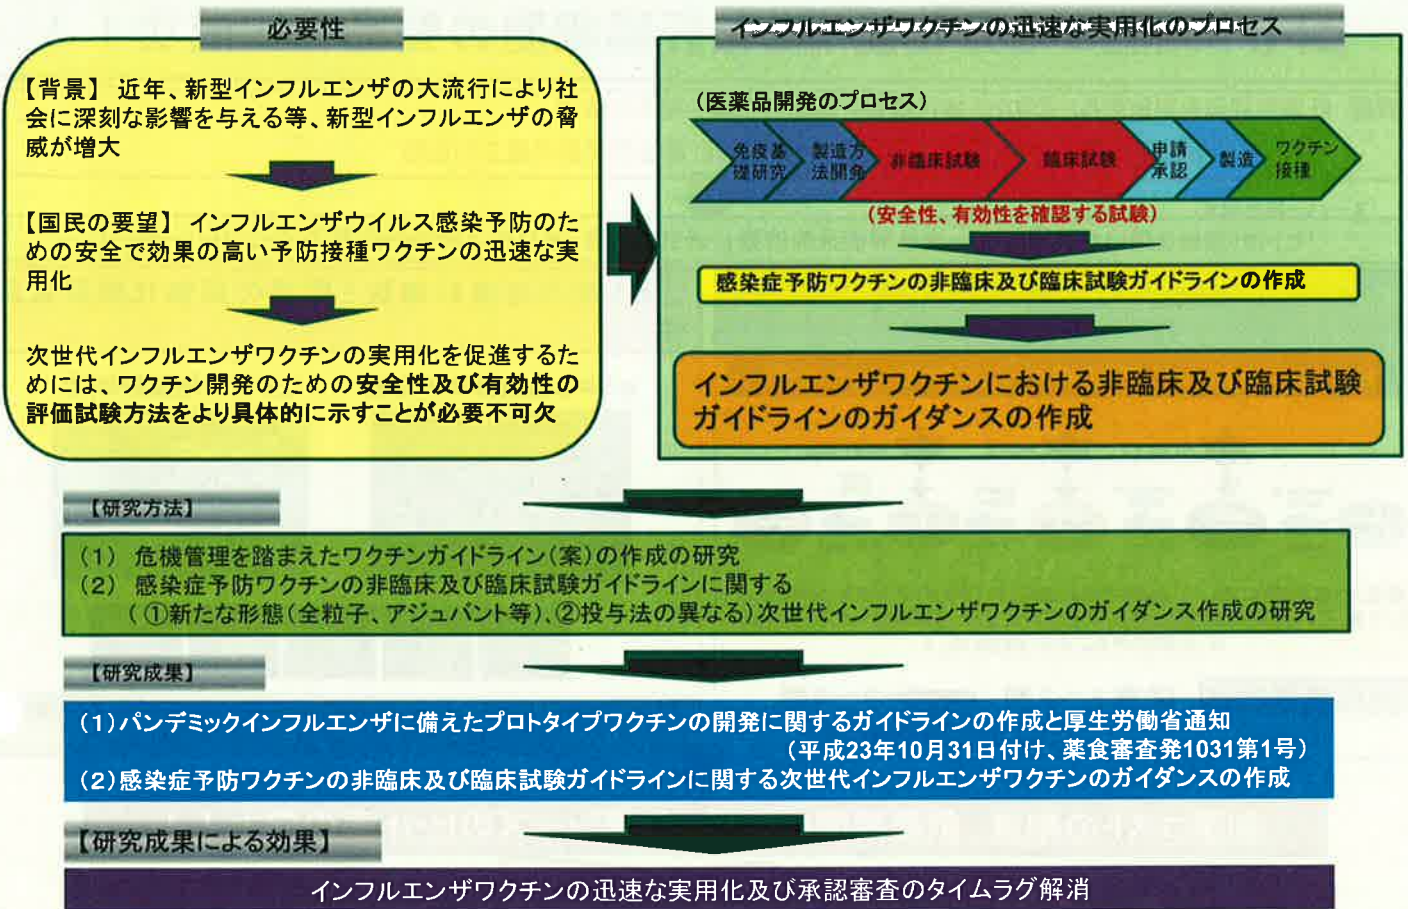 必要性
【背景】 近年、新型インフルエンザの大流行により社
会に深刻な影響を与える等、新型インフルエンザの脅
威が増大
【国民の要望】 インフルエンザウイルス感染予防のた
めの安全で効果の高い予防接種ワクチンの迅速な実
用化
次世代インフルエンザワクチンの実用化を促進するた
めには、ワクチン開発のための安全性及び有効性の
評価試験方法をより具体的に示すことが必要不可欠
インフルエンザワクチンの迅速な実用化のプロセス
(医薬品開発のプロセス)
免疫基
礎研究
製造方
法開発
非臨床試験
臨床試験
申請
承認
製造
ワクチン
接種
(安全性、有効性を確認する試験)
感染症予防ワクチンの非臨床及び臨床試験ガイドラインの作成
インフルエンザワクチンにおける非臨床及び臨床試験
ガイドラインのガイダンスの作成
【研究方法】
(1) 危機管理を踏まえたワクチンガイドライン(案)の作成の研究
(2) 感染症予防ワクチンの非臨床及び臨床試験ガイドラインに関する
(①新たな形態(全粒子、アジュバント等)、②投与法の異なる)次世代インフルエンザワクチンのガイダンス作成の研究
【研究成果】
(1)パンデミックインフルエンザに備えたプロトタイプワクチンの開発に関するガイドラインの作成と厚生労働省通知
(平成23年10月31日付け、薬食審査発1031第1号)
(2)感染症予防ワクチンの非臨床及び臨床試験ガイドラインに関する次世代インフルエンザワクチンのガイダンスの作成
【研究成果による効果】
インフルエンザワクチンの迅速な実用化及び承認審査のタイムラグ解消